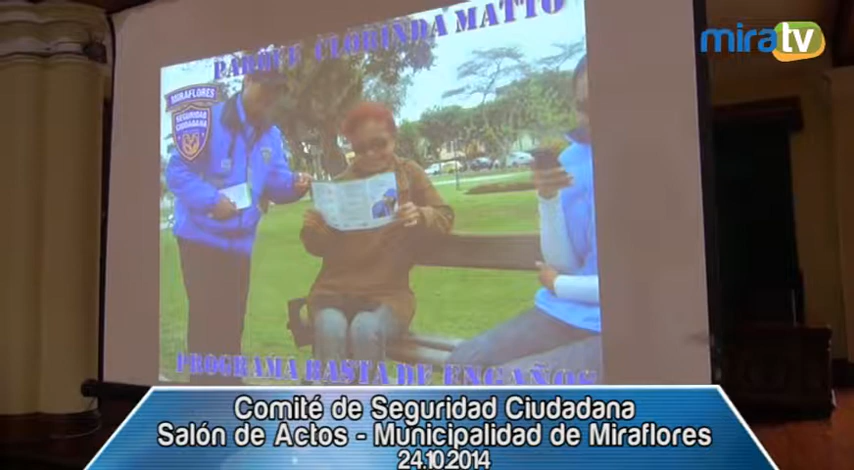 PARQUE CLORINDA MATTO
miratv
MIRAFLORES
SEGURIDAD
CIUDADANA
PROGRAMA BASTA DE ENGAÑOS
Comité de Seguridad Ciudadana
Salón de Actos - Municipalidad de Miraflores
24.10.2014